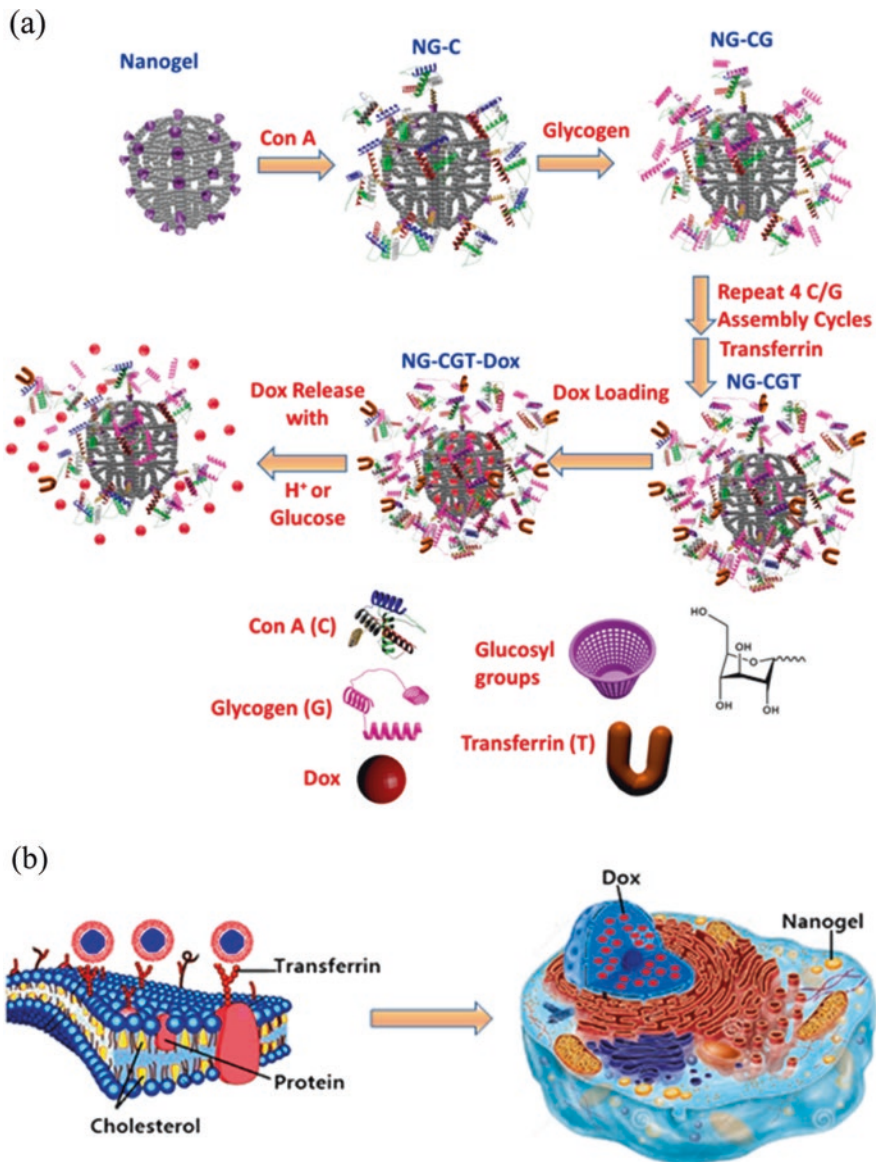 (a)
Nanogel
NG-C
NG-CG
Con A
Glycogen
Repeat 4 C/G
Assembly Cycles
Transferrin
NG-CGT
NG-CGT-Dox
Dox Release
with
H⁺ or
Glucose
Dox Loading
Con A (C)
Glycogen (G)
Dox
Glucosyl
groups
Transferrin (T)
HO
OH
O
OH
OH
(b)
Transferrin
Protein
Cholesterol
Dox
Nanogel